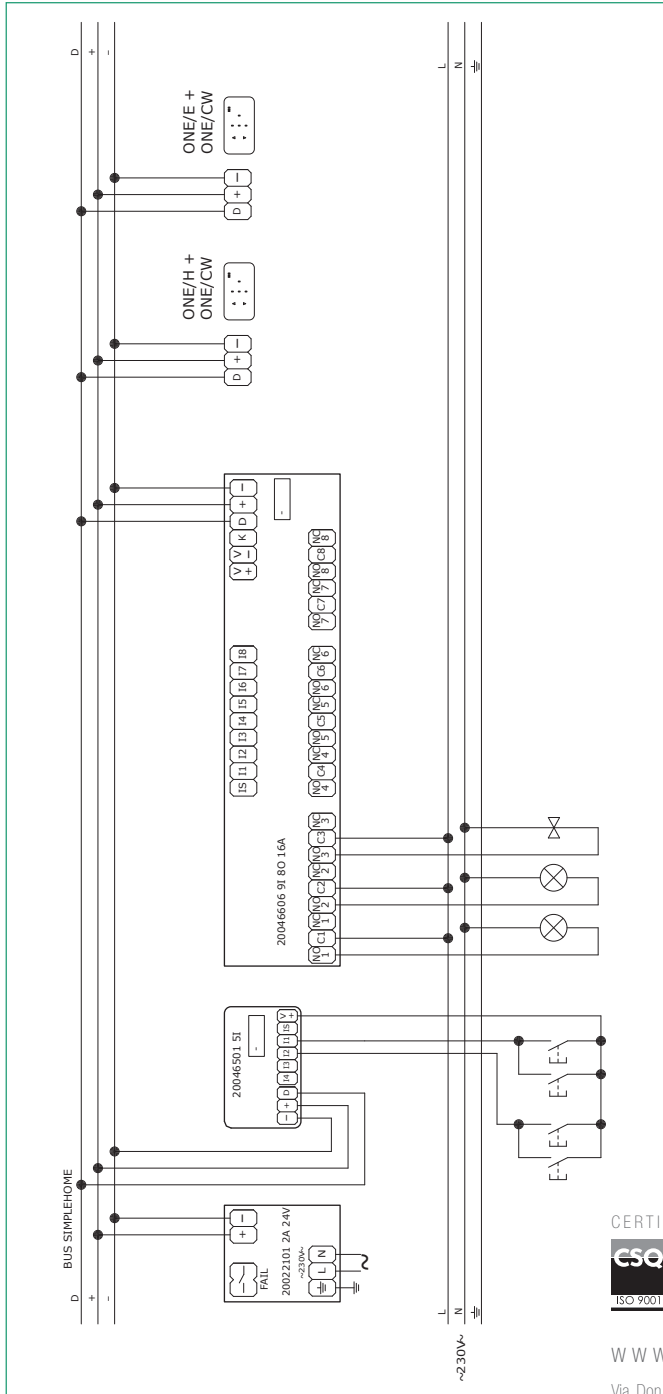 BUS SIMPLEHOME
D
+
-
D
+
-
FAIL
+ -
20022101 2A 24V
~230V~
L N
20046501 5I
-
- + D I4 I3 I2 I1 IS V+
20046606 9I 8O 16A
-
IS I1 I2 I3 I4 I5 I6 I7 I8
V+ V- K D + -
NO1 C1 NC1 NO2 C2 NC2 NO3 C3 NC3
NO4 C4 NC4 NO5 C5 NC5 NO6 C6 NC6
NO7 C7 NC7 NO8 C8 NC8
ONE/H +
ONE/CW
D + -
ONE/E +
ONE/CW
D + -
~230V~
L
N
L
N
CERTI
CSQ
ISO 9001
WWW
Via Don